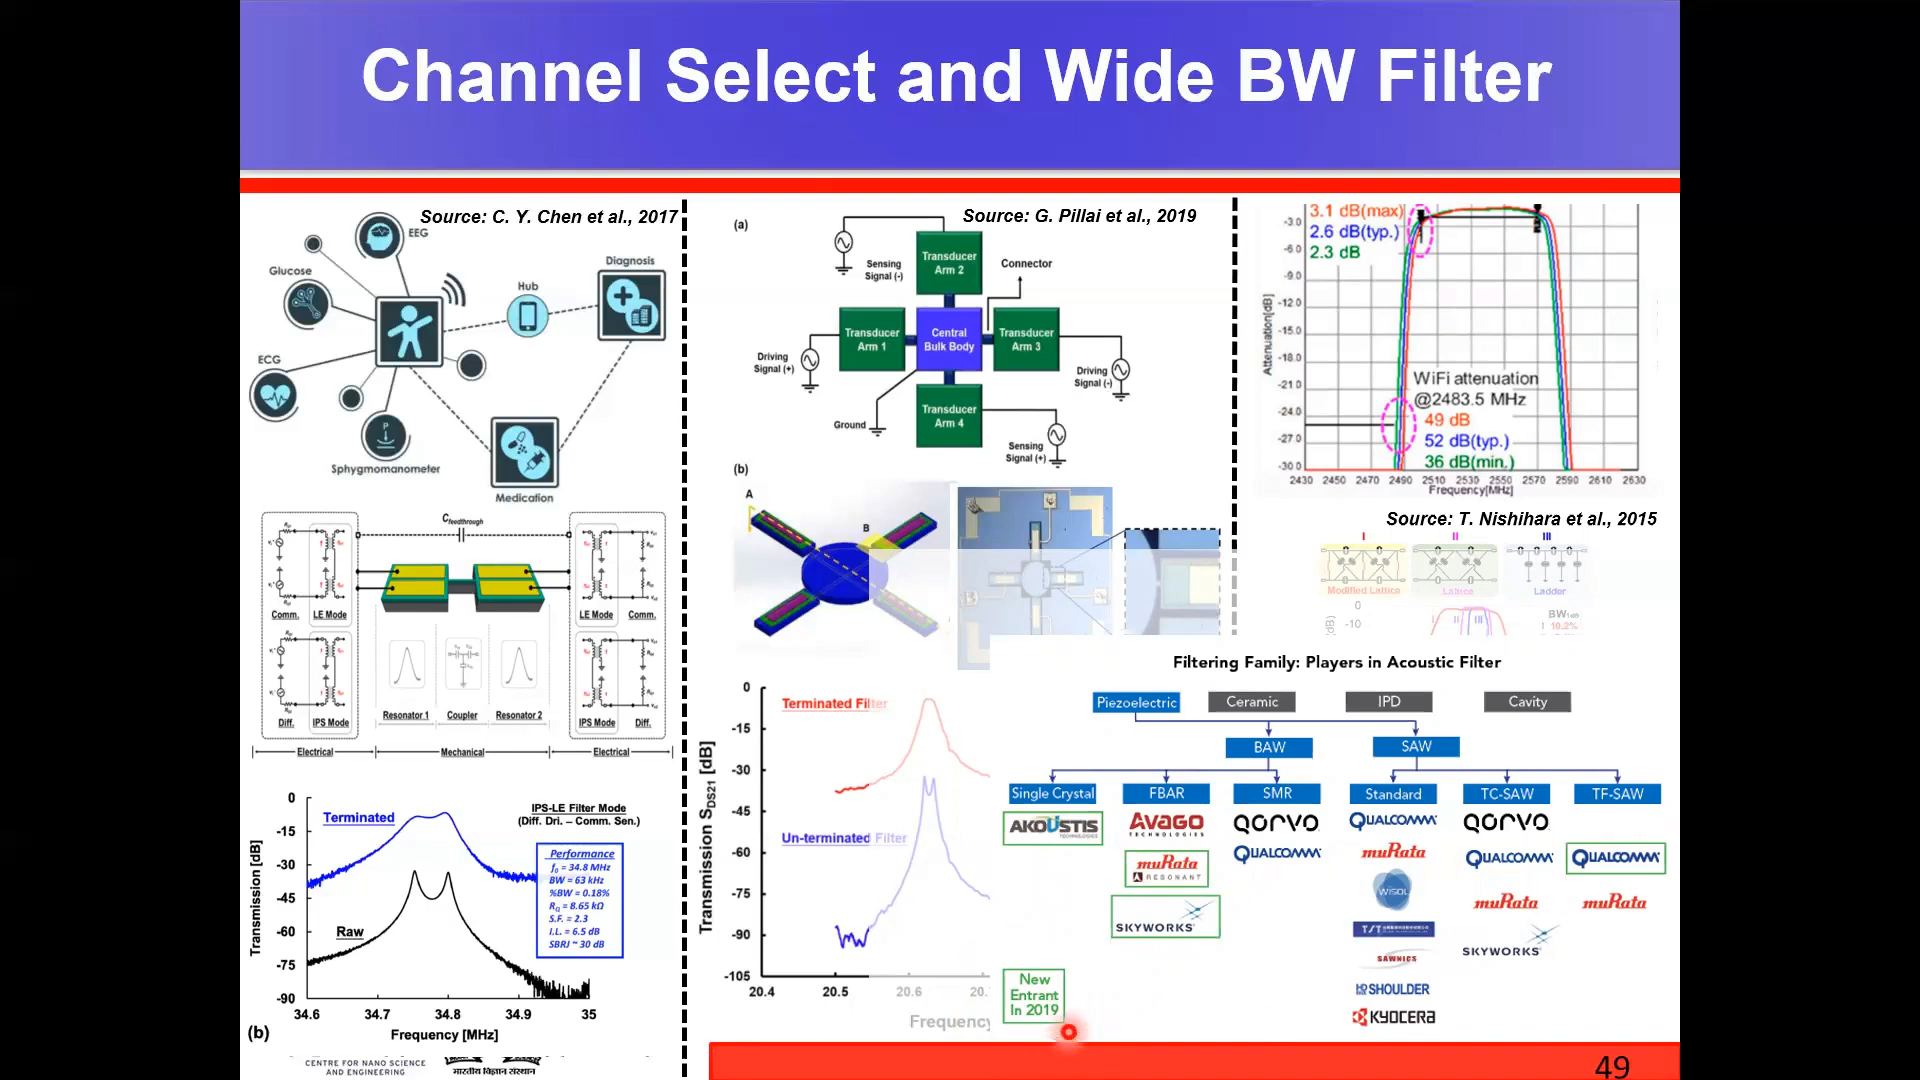 Channel Select and Wide BW Filter
Source: C. Y. Chen et al., 2017
EEG
Glucose
ECG
Sphygmomanometer
Hub
Diagnosis
Medication
Cfeedthrough
Comm.
LE Mode
LE Mode
Comm.
Diff.
IPS Mode
Resonator 1
Coupler
Resonator 2
IPS Mode
Diff.
Electrical
Mechanical
Electrical
Transmission [dB]
0
-15
-30
-45
-60
-75
-90
Terminated
Raw
IPS-LE Filter Mode
(Diff. Dri. – Comm. Sen.)
Performance
f0 = 34.8 MHz
BW = 63 kHz
%BW = 0.18%
RQ = 8.65 kΩ
S.F. = 2.3
I.L. = 6.5 dB
SBRJ ~ 30 dB
34.6
34.7
34.8
34.9
35
Frequency [MHz]
(b)
CENTRE FOR NANO SCIENCE
AND ENGINEERING
भारतीय विज्ञान संस्थान
(a)
Source: G. Pillai et al., 2019
Sensing
Signal (-)
Transducer
Arm 2
Connector
Transducer
Arm 1
Central
Bulk Body
Transducer
Arm 3
Driving
Signal (+)
Driving
Signal (-)
Ground
Transducer
Arm 4
Sensing
Signal (+)
(b)
A
B
Transmission SDS21 [dB]
0
-15
-30
-45
-60
-75
-90
-105
Terminated Filter
Un-terminated Filter
20.4
20.5
20.6
20.
Frequency
3.1 dB(max)
2.6 dB(typ.)
2.3 dB
Attenuation[dB]
-3.0
-6.0
-9.0
-12.0
-15.0
-18.0
-21.0
-24.0
-27.0
-30.0
WiFi attenuation
@2483.5 MHz
49 dB
52 dB(typ.)
36 dB(min.)
2430
2450
2470
2490
2510
2530
2550
2570
2590
2610
2630
Frequency[MHz]
Source: T. Nishihara et al., 2015
I
II
III
Modified Lattice
Lattice
Ladder
0
-10
[dB]
I
II
III
I
10.2%
Filtering Family: Players in Acoustic Filter
Piezoelectric
Ceramic
IPD
Cavity
BAW
SAW
Single Crystal
FBAR
SMR
Standard
TC-SAW
TF-SAW
AKOUSTIS
TECHNOLOGIES
AVAGO
TECHNOLOGIES
muRata
RESONANT
SKYWORKS
QORVO
QUALCOMM
QUALCOMM
muRata
WISOL
TST
SAWNICS
SHOULDER
KYOCERA
QORVO
QUALCOMM
muRata
SKYWORKS
QUALCOMM
muRata
New
Entrant
In 2019
49